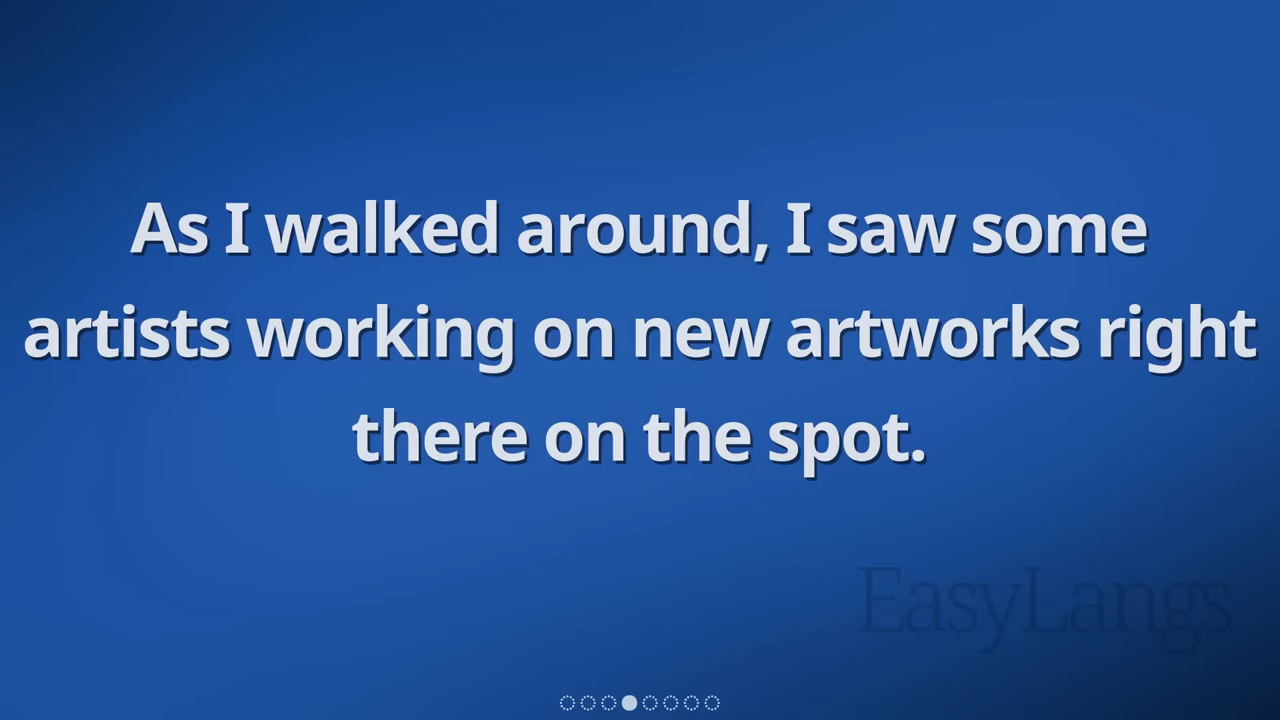 As I walked around, I saw some
artists working on new artworks right
there on the spot.
EasyLangs